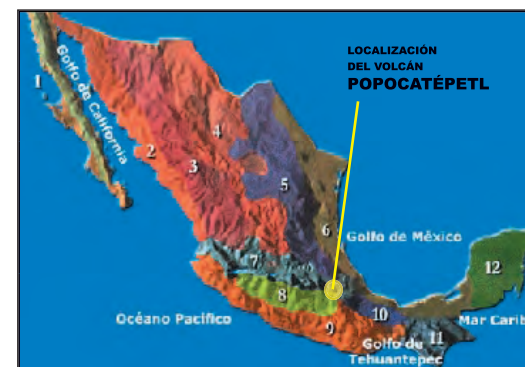 LOCALIZACIÓN
DEL VOLCÁN
POPOCATÉPETL
1
Golfo de California
2
3
4
5
6
Golfo de México
7
8
12
Océano Pacífico
9
10
Mar Carib
11
Golfo de
Tehuantepec